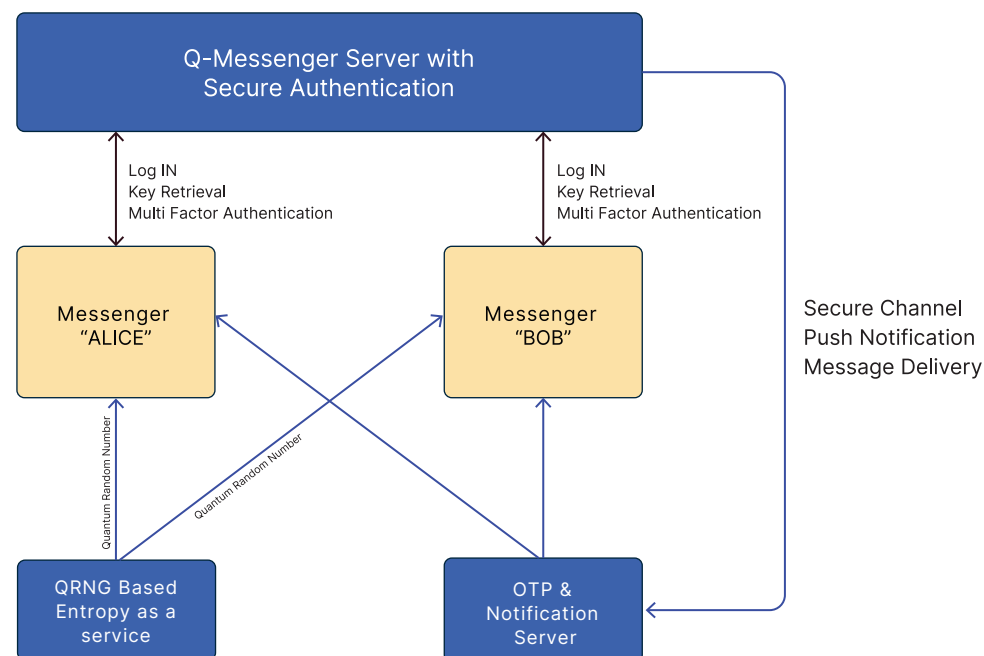 Q-Messenger Server with
Secure Authentication
Log IN
Key Retrieval
Multi Factor Authentication
Log IN
Key Retrieval
Multi Factor Authentication
Messenger
“ALICE”
Messenger
“BOB”
Secure Channel
Push Notification
Message Delivery
Quantum Random Number
Quantum Random Number
QRNG Based
Entropy as a
service
OTP &
Notification
Server